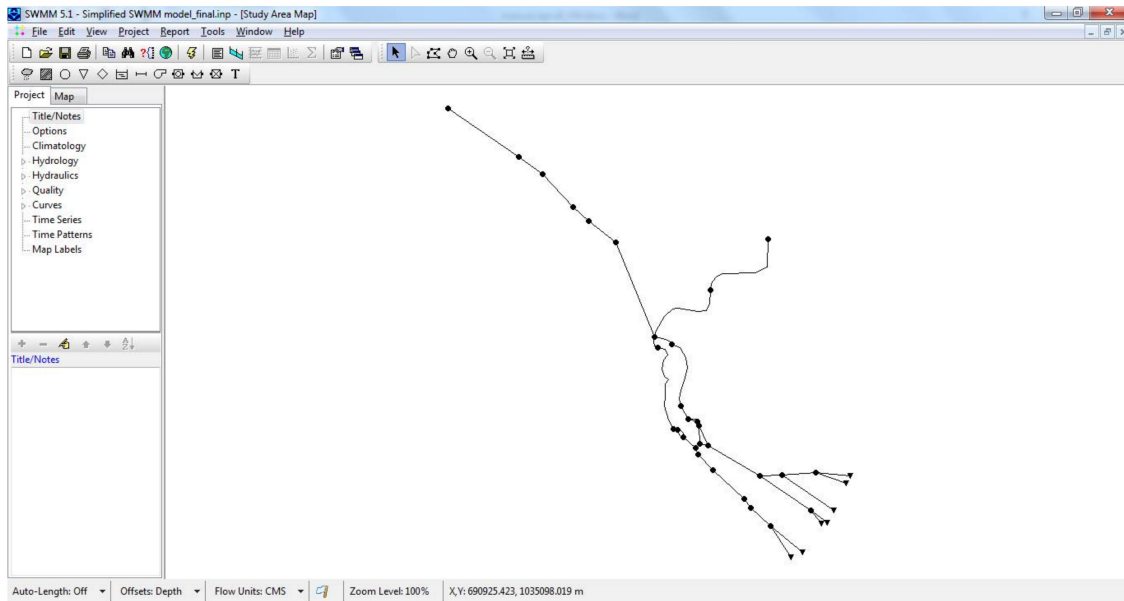 SWMM 5.1 - Simplified SWMM model_final.inp - [Study Area Map]
File Edit View Project Report Tools Window Help
T
Project Map
Title/Notes
Options
Climatology
Hydrology
Hydraulics
Quality
Curves
Time Series
Time Patterns
Map Labels
Title/Notes
Auto-Length: Off Offsets: Depth Flow Units: CMS Zoom Level: 100% X,Y: 690925.423, 1035098.019 m